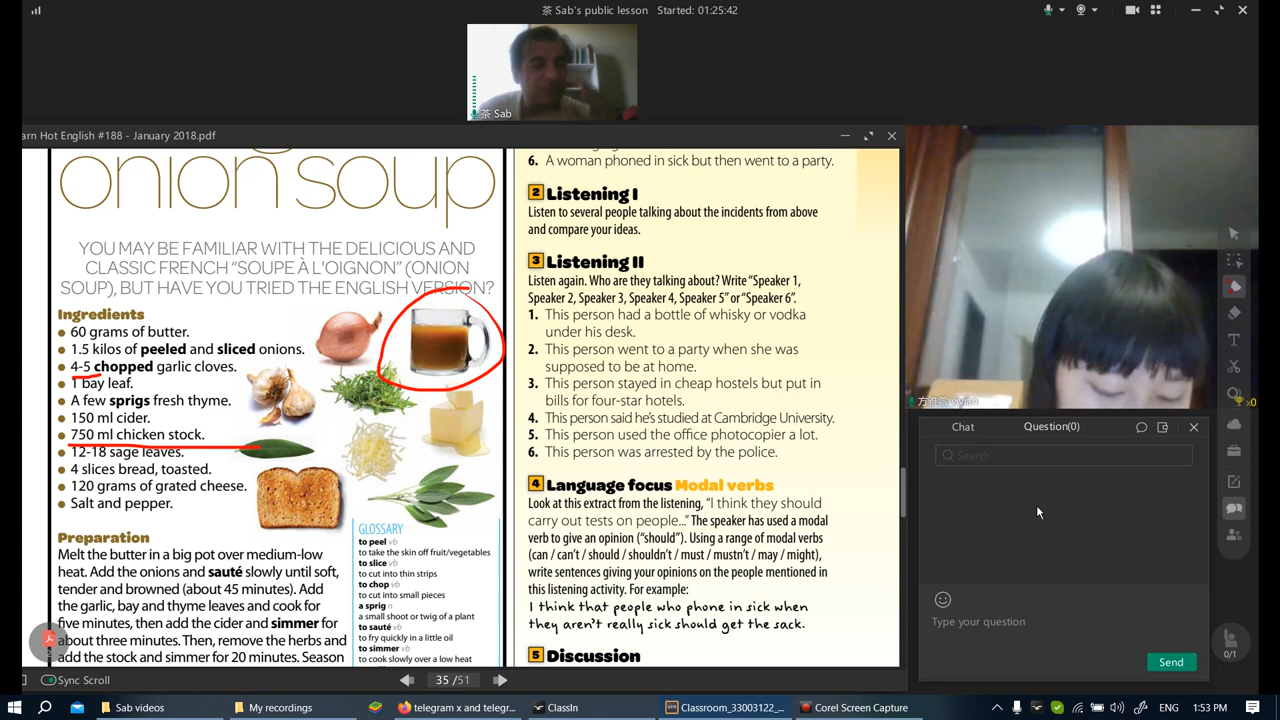 茶 Sab's public lesson Started: 01:25:42
茶 Sab
arn Hot English #188 - January 2018.pdf
onion soup
YOU MAY BE FAMILIAR WITH THE DELICIOUS AND
CLASSIC FRENCH “SOUPE À L'OIGNON” (ONION
SOUP), BUT HAVE YOU TRIED THE ENGLISH VERSION?
Ingredients
60 grams of butter.
1.5 kilos of peeled and sliced onions.
4-5 chopped garlic cloves.
1 bay leaf.
A few sprigs fresh thyme.
150 ml cider.
750 ml chicken stock.
12-18 sage leaves.
4 slices bread, toasted.
120 grams of grated cheese.
Salt and pepper.
Preparation
Melt the butter in a big pot over medium-low
heat. Add the onions and sauté slowly until soft,
tender and browned (about 45 minutes). Add
the garlic, bay and thyme leaves and cook for
five minutes, then add the cider and simmer for
about three minutes. Then, remove the herbs and
add the stock and simmer for 20 minutes. Season
GLOSSARY
to peel vb
to take the skin off fruit/vegetables
to slice vb
to cut into thin strips
to chop vb
to cut into small pieces
a sprig n
a small shoot or twig of a plant
to sauté vb
to fry quickly in a little oil
to simmer vb
to cook slowly over a low heat
6. A woman phoned in sick but then went to a party.
2 Listening I
Listen to several people talking about the incidents from above
and compare your ideas.
3 Listening II
Listen again. Who are they talking about? Write “Speaker 1,
Speaker 2, Speaker 3, Speaker 4, Speaker 5” or “Speaker 6”.
1. This person had a bottle of whisky or vodka
under his desk.
2. This person went to a party when she was
supposed to be at home.
3. This person stayed in cheap hostels but put in
bills for four-star hotels.
4. This person said he's studied at Cambridge University.
5. This person used the office photocopier a lot.
6. This person was arrested by the police.
4 Language focus Modal verbs
Look at this extract from the listening, “I think they should
carry out tests on people...” The speaker has used a modal
verb to give an opinion (“should”). Using a range of modal verbs
(can / can't / should / shouldn't / must / mustn't / may / might),
write sentences giving your opinions on the people mentioned in
this listening activity. For example:
I think that people who phone in sick when
they aren't really sick should get the sack.
5 Discussion
Sync Scroll
35 /51
x0
Chat Question(0)
Search
Type your question
Send
0/1
Sab videos
My recordings
telegram x and telegr...
ClassIn
Classroom_33003122_...
Corel Screen Capture
1:53 PM